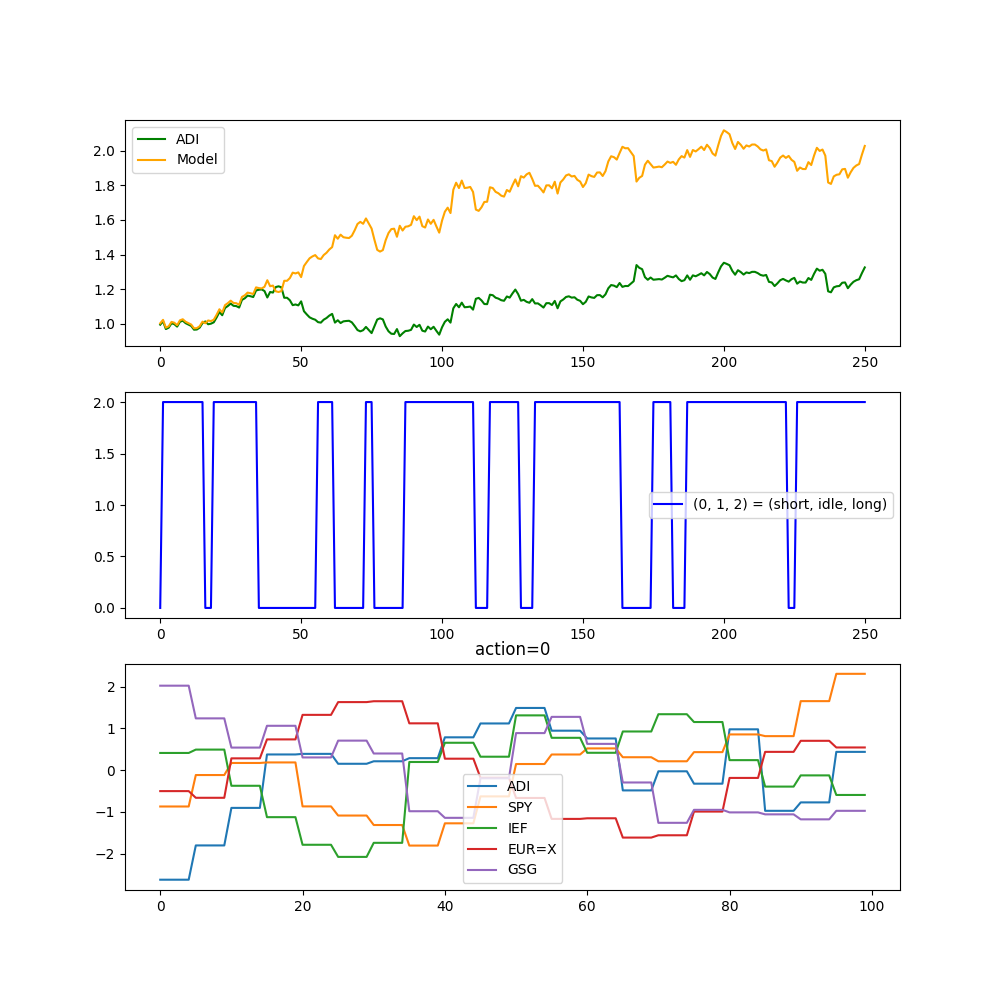 ADI
Model
2.0
1.8
1.6
1.4
1.2
1.0
0 50 100 150 200 250
2.0
1.5
1.0
0.5
0.0
(0, 1, 2) = (short, idle, long)
0 50 100 150 200 250
action=0
2
1
0
−1
−2
ADI
SPY
IEF
EUR=X
GSG
0 20 40 60 80 100